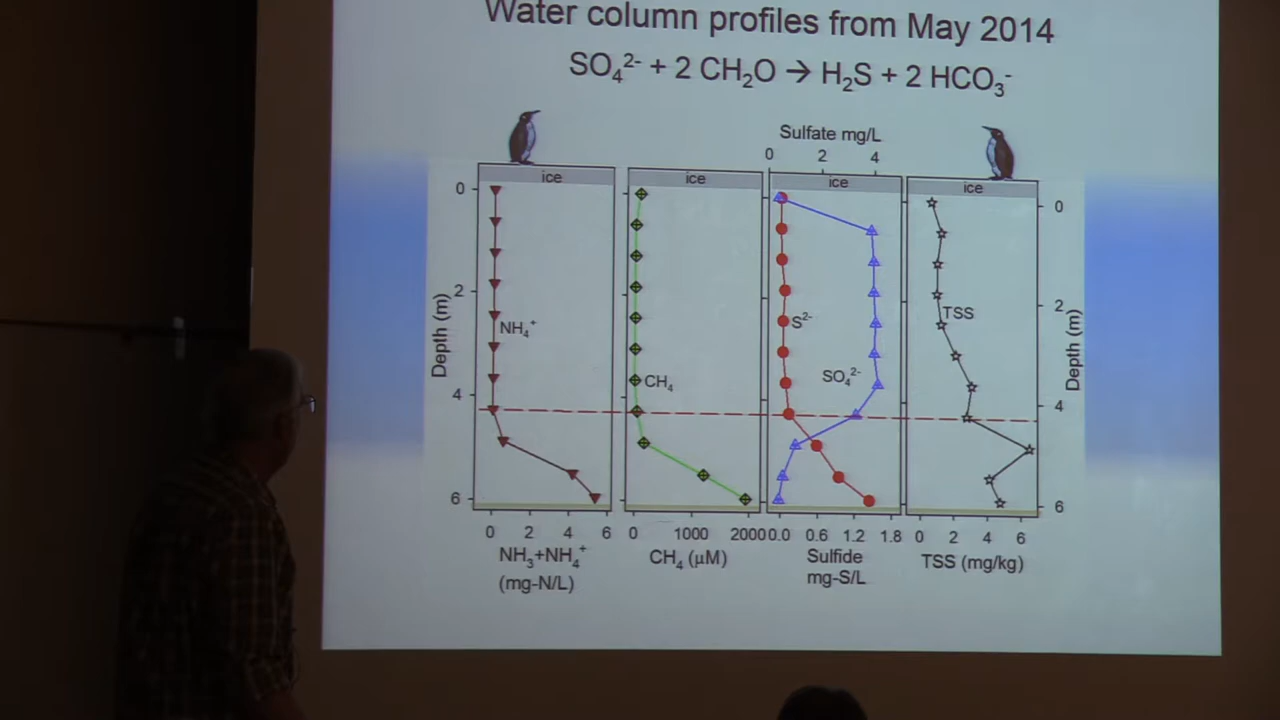 Water column profiles from May 2014
SO₄²⁻ + 2 CH₂O → H₂S + 2 HCO₃⁻
Sulfate mg/L
0 2 4
ice ice ice ice
0 2 4 6
Depth (m)
NH₄⁺
CH₄
S²⁻
SO₄²⁻
TSS
0 2 4 6
Depth (m)
0 2 4 6
NH₃+NH₄⁺
(mg-N/L)
0 1000 2000
CH₄ (μM)
0.0 0.6 1.2 1.8
Sulfide
mg-S/L
0 2 4 6
TSS (mg/kg)